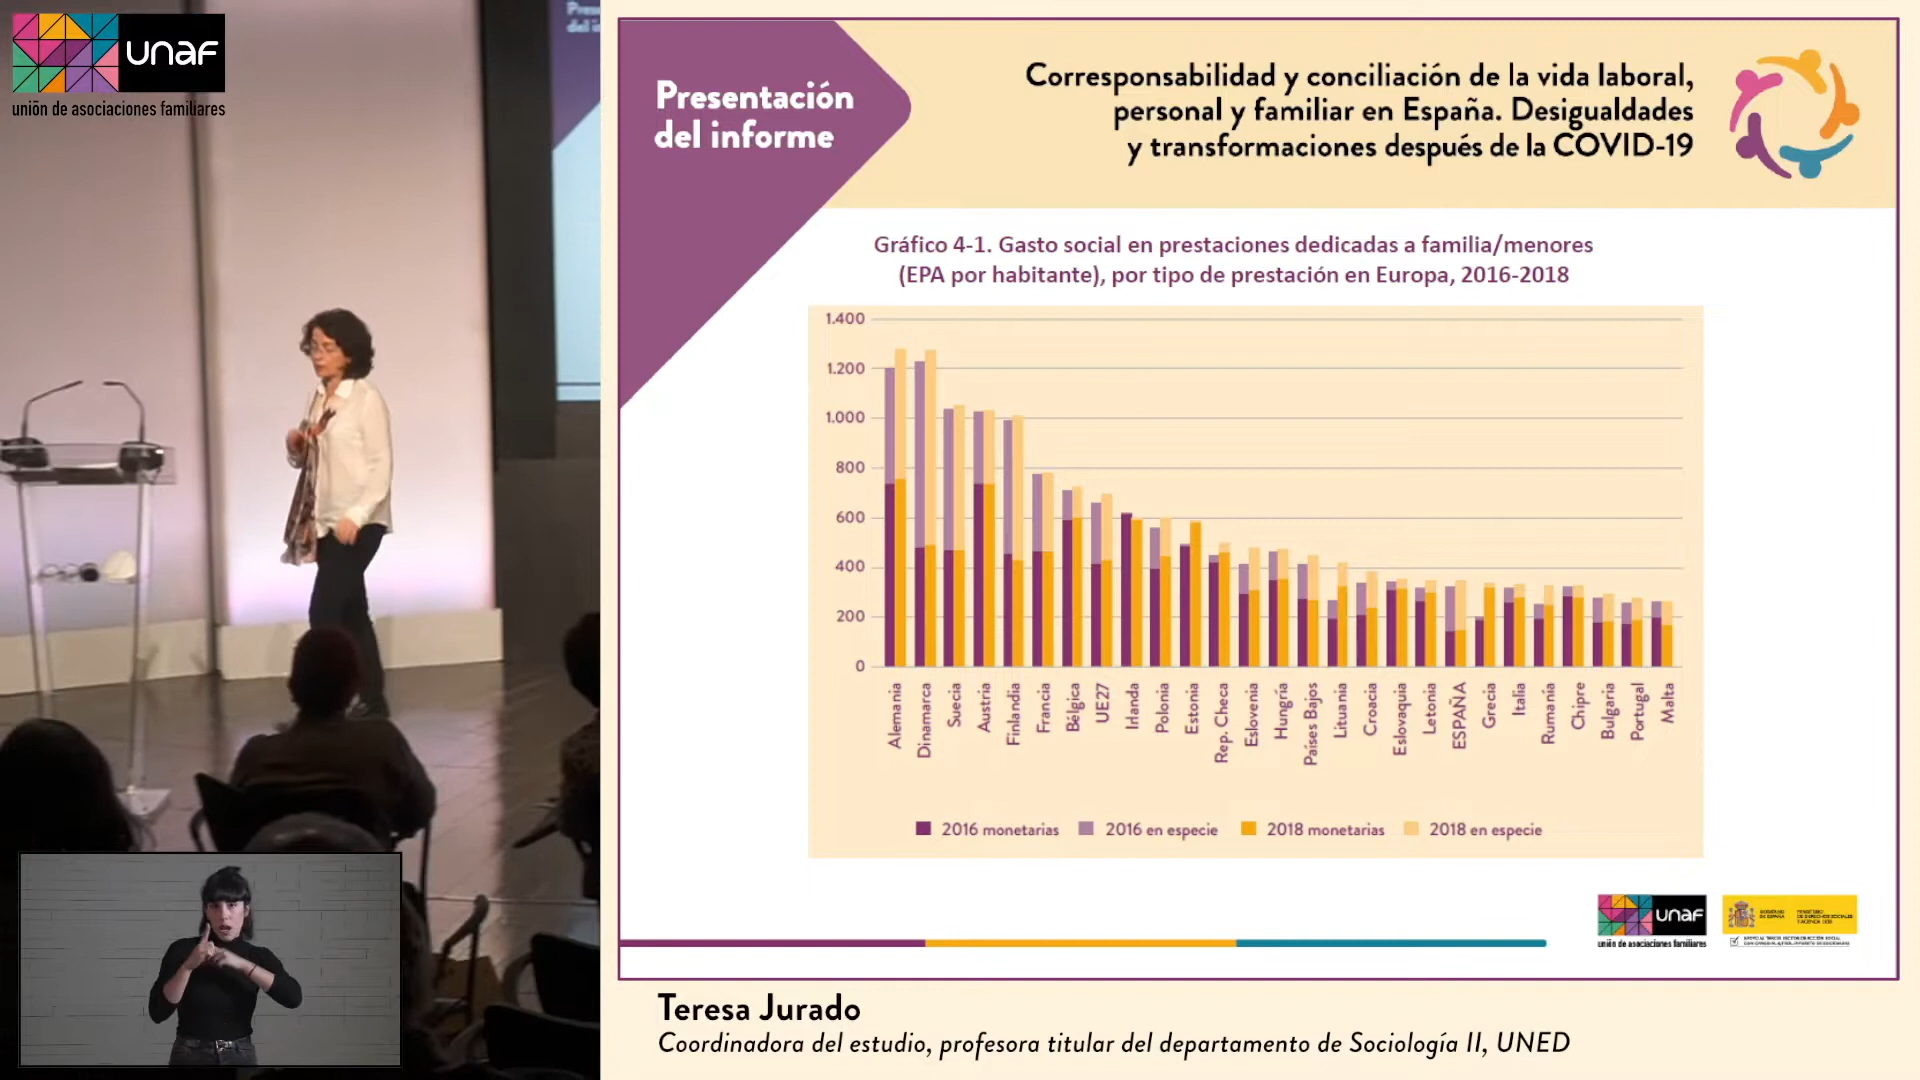 unaf
unión de asociaciones familiares
Presentación
del informe
Corresponsabilidad y conciliación de la vida laboral,
personal y familiar en España. Desigualdades
y transformaciones después de la COVID-19
Gráfico 4-1. Gasto social en prestaciones dedicadas a familia/menores
(EPA por habitante), por tipo de prestación en Europa, 2016-2018
1.400
1.200
1.000
800
600
400
200
0
Alemania
Dinamarca
Suecia
Austria
Finlandia
Francia
Bélgica
UE27
Irlanda
Polonia
Estonia
Rep. Checa
Eslovenia
Hungría
Países Bajos
Lituania
Croacia
Eslovaquia
Letonia
ESPAÑA
Grecia
Italia
Rumanía
Chipre
Bulgaria
Portugal
Malta
2016 monetarias 2016 en especie 2018 monetarias 2018 en especie
unaf
unión de asociaciones familiares
Teresa Jurado
Coordinadora del estudio, profesora titular del departamento de Sociología II, UNED